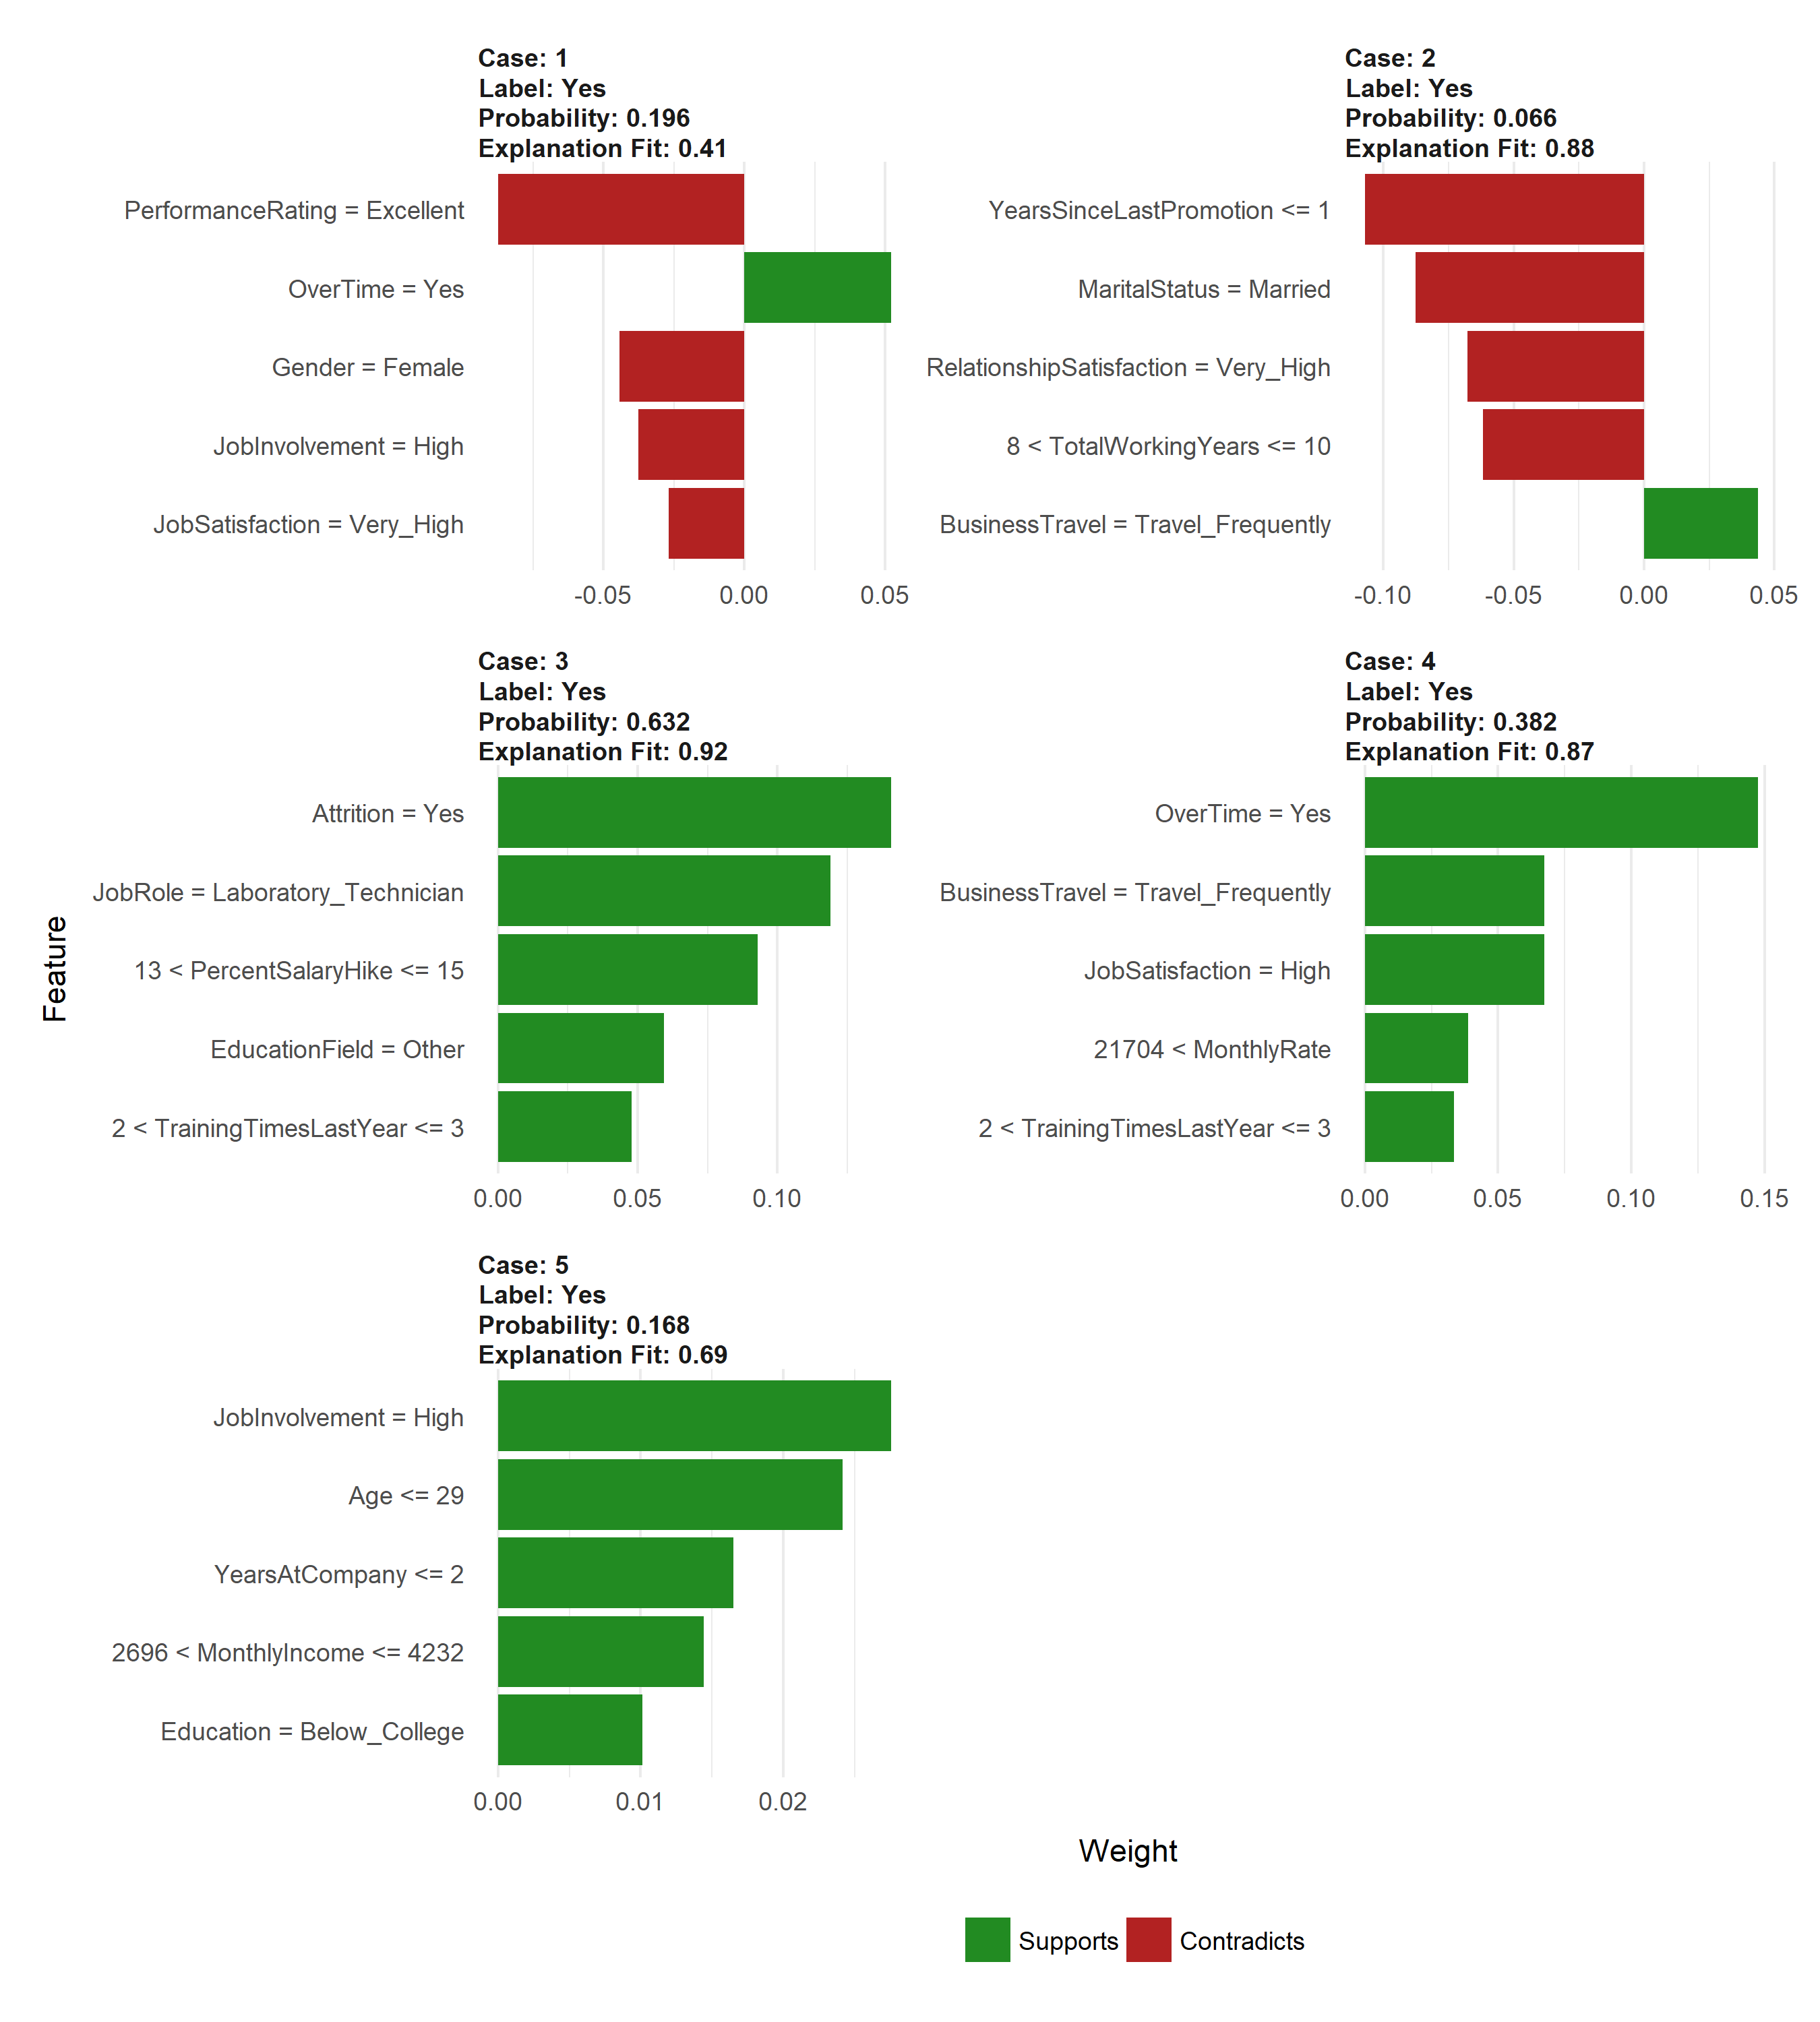 Case: 1
Label: Yes
Probability: 0.196
Explanation Fit: 0.41
PerformanceRating = Excellent
OverTime = Yes
Gender = Female
JobInvolvement = High
JobSatisfaction = Very_High
-0.05 0.00 0.05
Case: 2
Label: Yes
Probability: 0.066
Explanation Fit: 0.88
YearsSinceLastPromotion <= 1
MaritalStatus = Married
RelationshipSatisfaction = Very_High
8 < TotalWorkingYears <= 10
BusinessTravel = Travel_Frequently
-0.10 -0.05 0.00 0.05
Case: 3
Label: Yes
Probability: 0.632
Explanation Fit: 0.92
Attrition = Yes
JobRole = Laboratory_Technician
13 < PercentSalaryHike <= 15
EducationField = Other
2 < TrainingTimesLastYear <= 3
0.00 0.05 0.10
Case: 4
Label: Yes
Probability: 0.382
Explanation Fit: 0.87
OverTime = Yes
BusinessTravel = Travel_Frequently
JobSatisfaction = High
21704 < MonthlyRate
2 < TrainingTimesLastYear <= 3
0.00 0.05 0.10 0.15
Case: 5
Label: Yes
Probability: 0.168
Explanation Fit: 0.69
JobInvolvement = High
Age <= 29
YearsAtCompany <= 2
2696 < MonthlyIncome <= 4232
Education = Below_College
0.00 0.01 0.02
Feature
Weight
Supports Contradicts